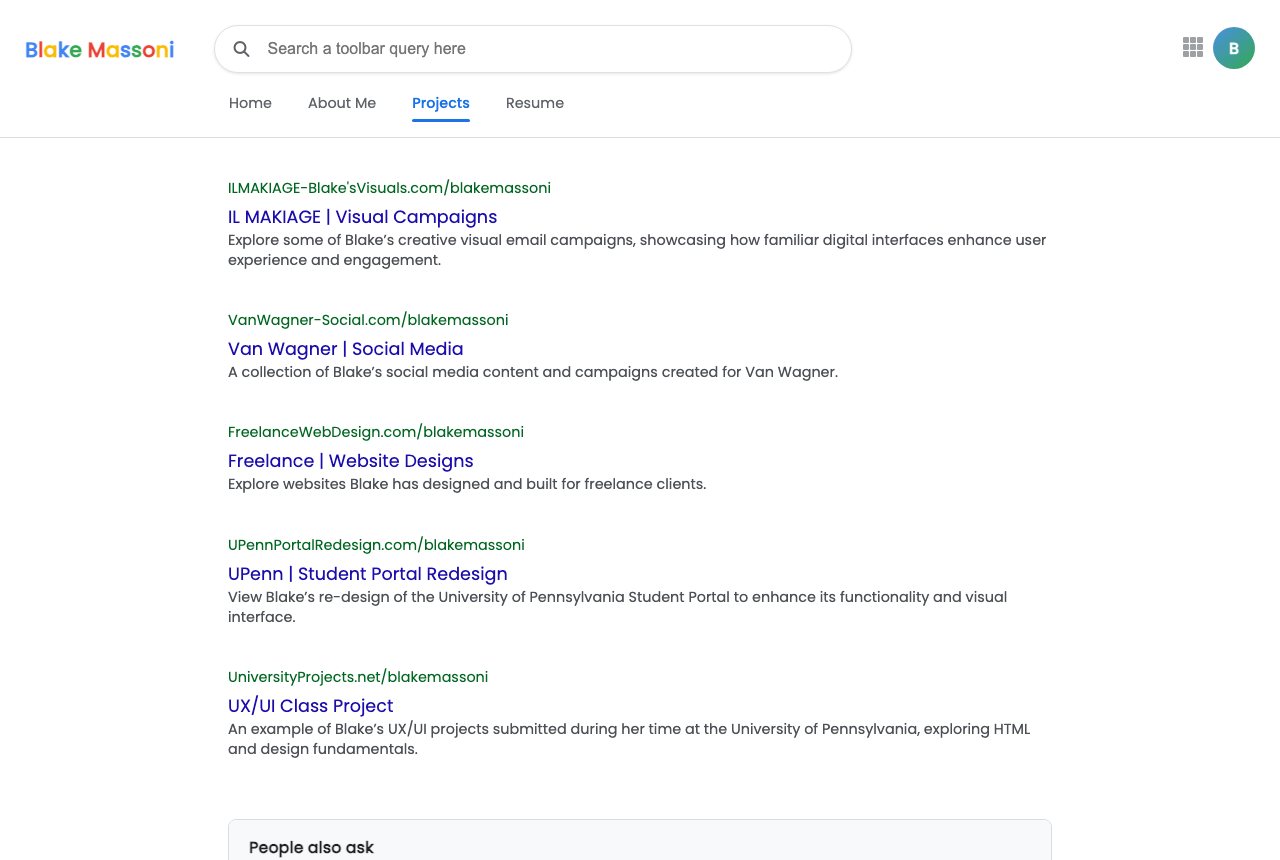 Blake Massoni
Search a toolbar query here
B
Home About Me Projects Resume
ILMAKIAGE-Blake'sVisuals.com/blakemassoni
IL MAKIAGE | Visual Campaigns
Explore some of Blake’s creative visual email campaigns, showcasing how familiar digital interfaces enhance user
experience and engagement.
VanWagner-Social.com/blakemassoni
Van Wagner | Social Media
A collection of Blake’s social media content and campaigns created for Van Wagner.
FreelanceWebDesign.com/blakemassoni
Freelance | Website Designs
Explore websites Blake has designed and built for freelance clients.
UPennPortalRedesign.com/blakemassoni
UPenn | Student Portal Redesign
View Blake’s re-design of the University of Pennsylvania Student Portal to enhance its functionality and visual
interface.
UniversityProjects.net/blakemassoni
UX/UI Class Project
An example of Blake’s UX/UI projects submitted during her time at the University of Pennsylvania, exploring HTML
and design fundamentals.
People also ask